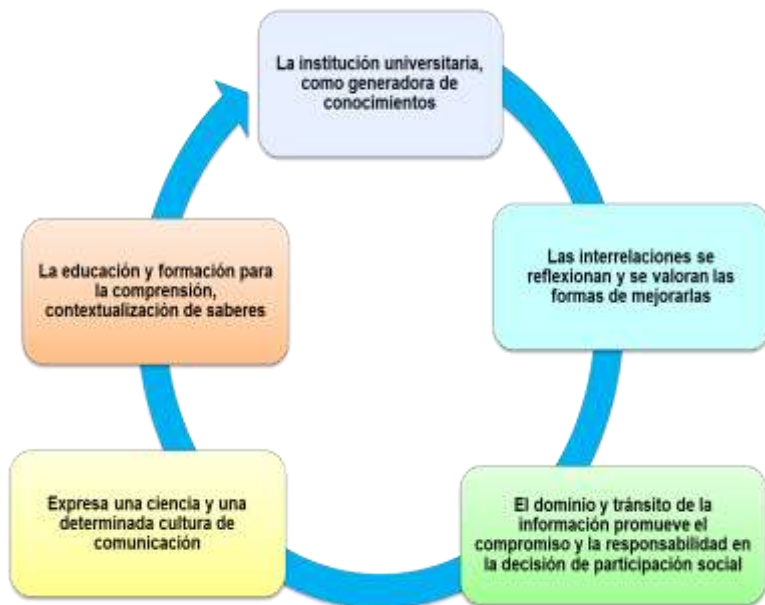 La institución universitaria,
como generadora de
conocimientos
Las interrelaciones se
reflexionan y se valoran las
formas de mejorarlas
El dominio y tránsito de la
información promueve el
compromiso y la responsabilidad en
la decisión de participación social
Expresa una ciencia y una
determinada cultura de
comunicación
La educación y formación para
la comprensión,
contextualización de saberes